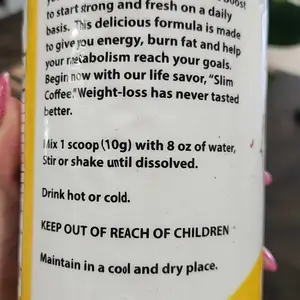 to start strong and fresh on a daily
basis. This delicious formula is made
to give you energy, burn fat and help
your metabolism reach your goals.
Begin now with our life savor, "Slim
Coffee." Weight-loss has never tasted
better.
Mix 1 scoop (10g) with 8 oz of water,
Stir or shake until dissolved.
Drink hot or cold.
KEEP OUT OF REACH OF CHILDREN
Maintain in a cool and dry place.